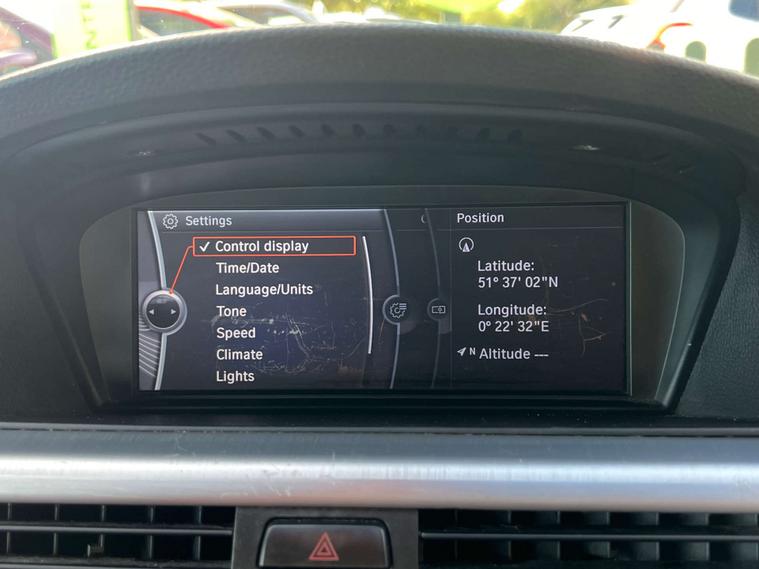 Settings
✓ Control display
Time/Date
Language/Units
Tone
Speed
Climate
Lights
Position
Latitude:
51° 37' 02"N
Longitude:
0° 22' 32"E
N Altitude ---